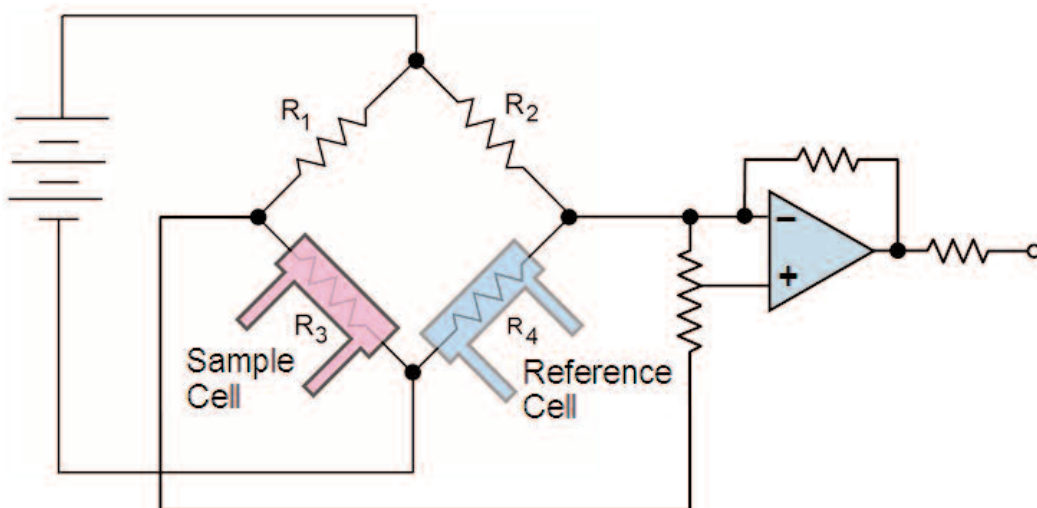 R1
R2
R3
R4
Sample
Cell
Reference
Cell
-
+